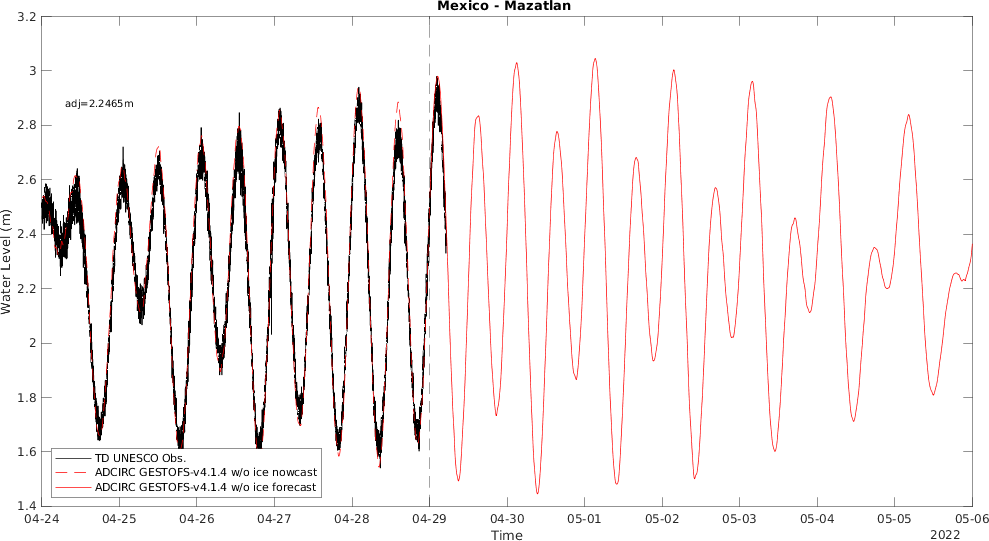 Mexico - Mazatlan
3.2
3
2.8
2.6
2.4
2.2
2
1.8
1.6
1.4
Water Level (m)
adj=2.2465m
TD UNESCO Obs.
ADCIRC GESTOFS-v4.1.4 w/o ice nowcast
ADCIRC GESTOFS-v4.1.4 w/o ice forecast
04-24 04-25 04-26 04-27 04-28 04-29 04-30 05-01 05-02 05-03 05-04 05-05 05-06
Time
2022